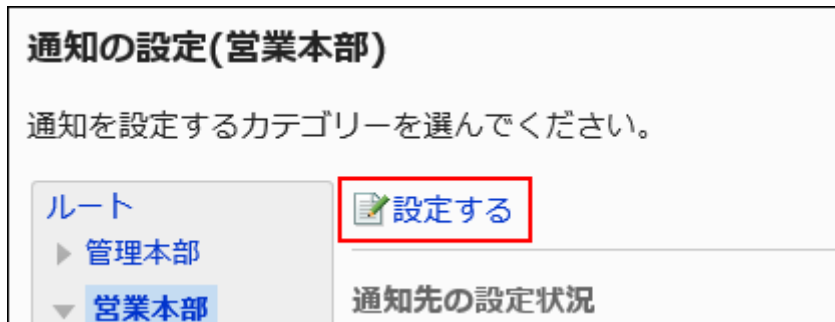 通知の設定(営業本部)
通知を設定するカテゴリーを選んでください。
ルート
管理本部
営業本部
設定する
通知先の設定状況